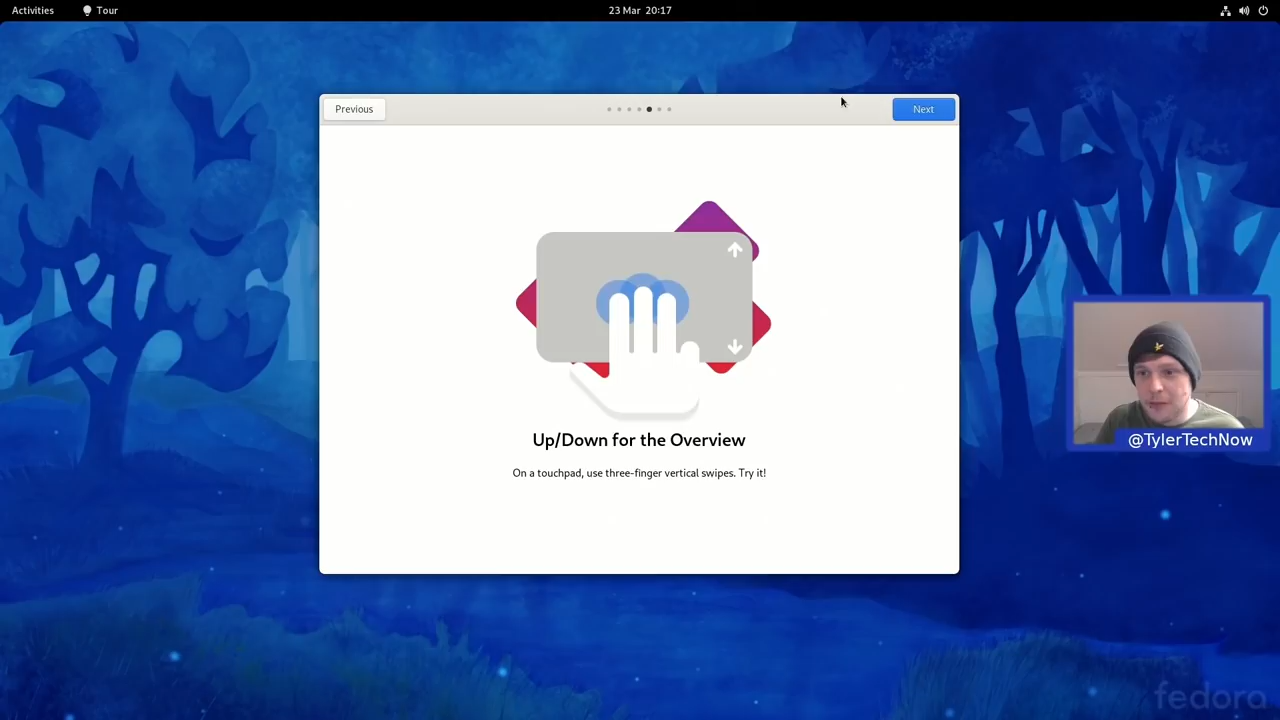 Activities
Tour
23 Mar 20:17
Previous
Next
Up/Down for the Overview
On a touchpad, use three-finger vertical swipes. Try it!
@TylerTechNow
fedora